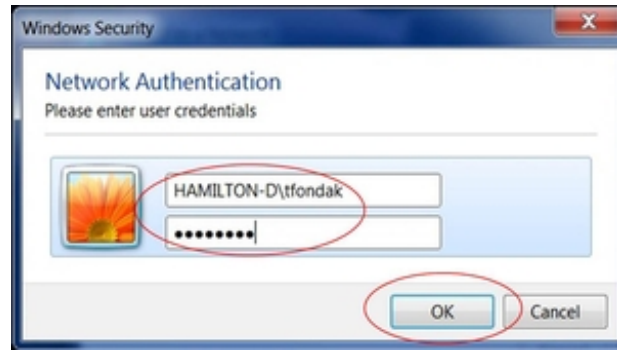 Windows Security
Network Authentication
Please enter user credentials
HAMILTON-D\tfondak
••••••••
OK
Cancel